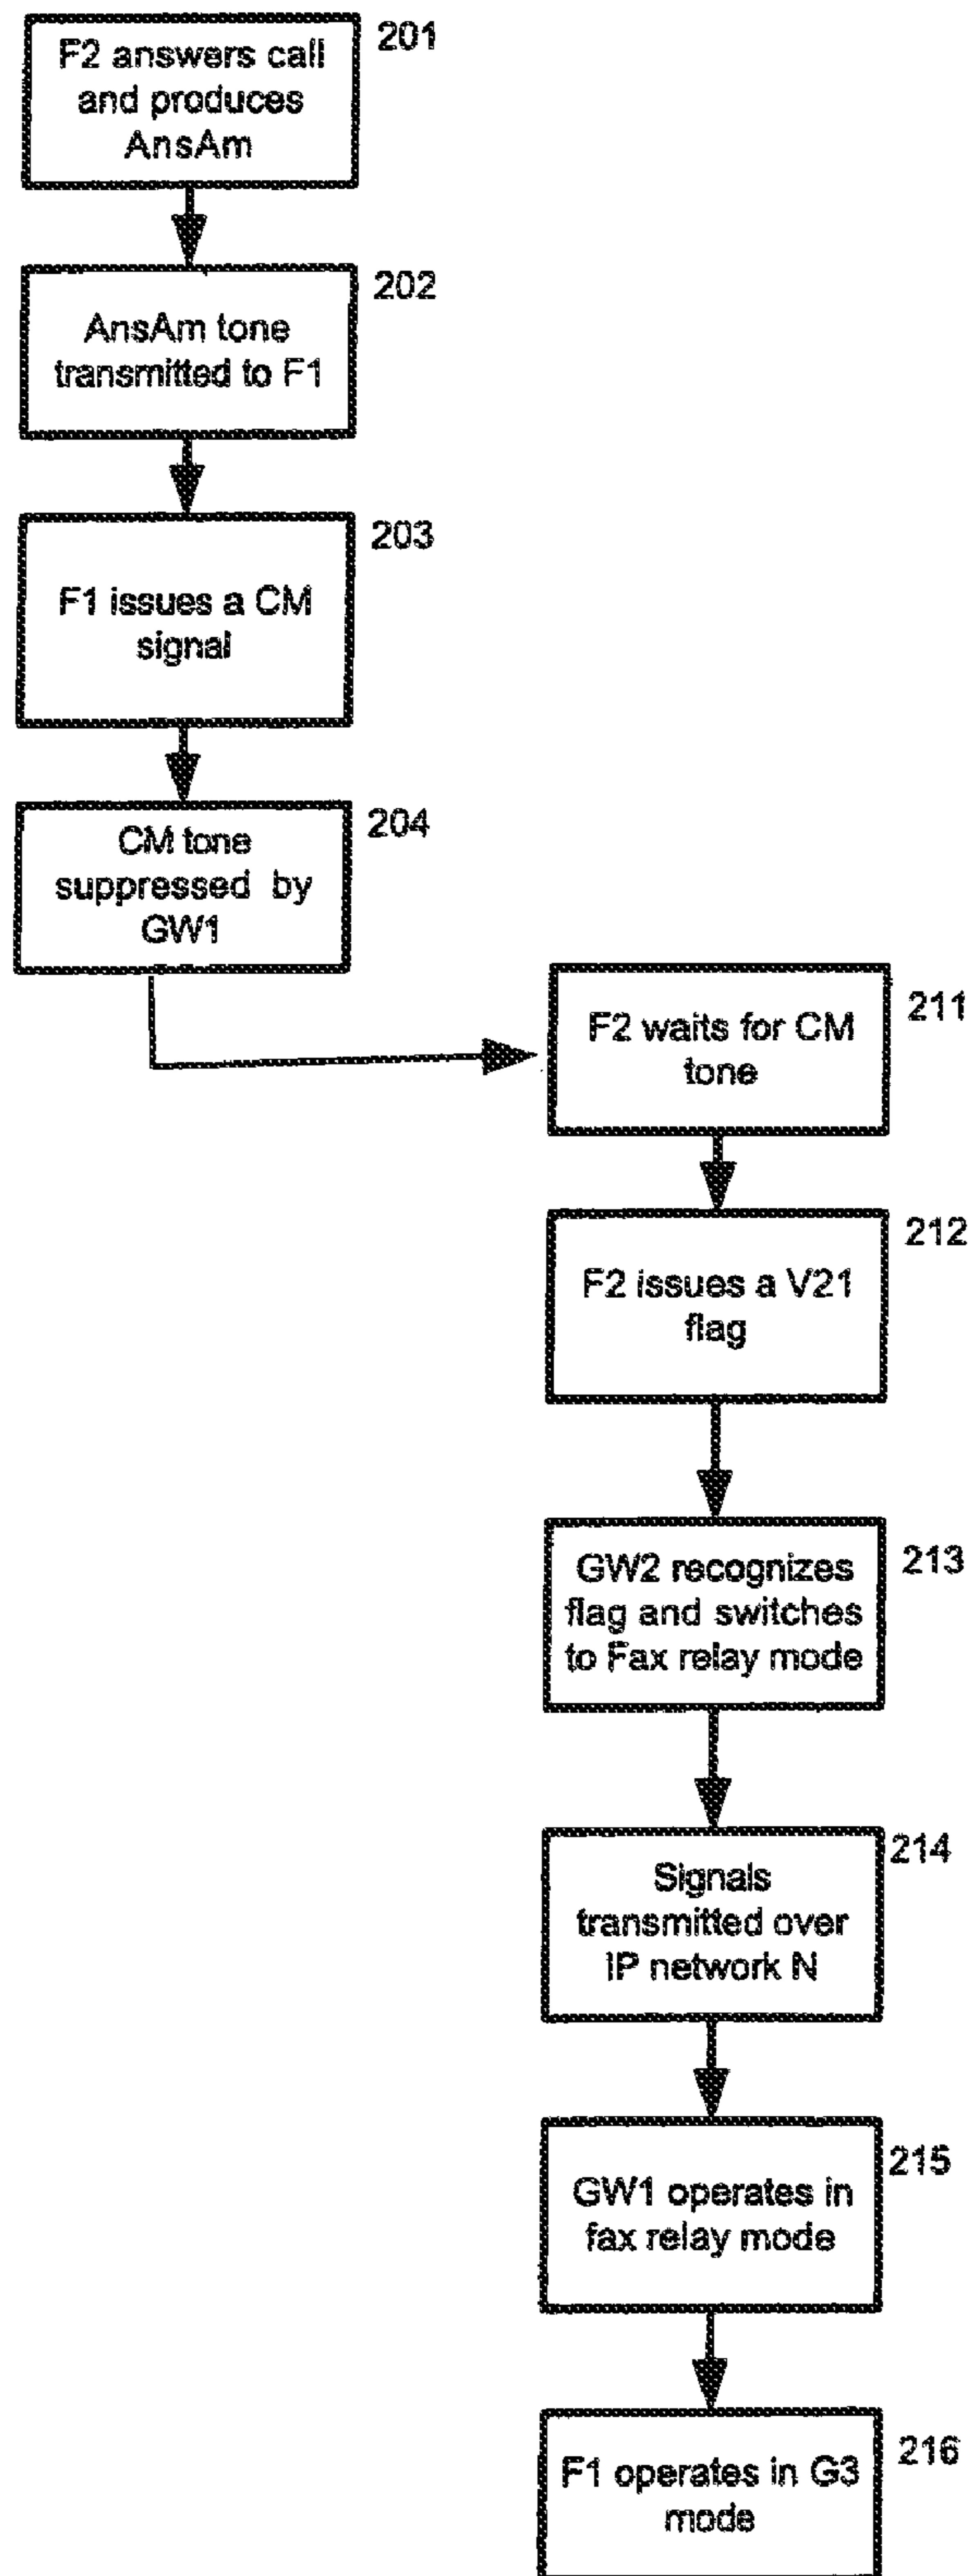 F2 answers call
and produces
AnsAm
201
AnsAm tone
transmitted to F1
202
F1 issues a CM
signal
203
CM tone
suppressed by
GW1
204
F2 waits for CM
tone
211
F2 issues a V21
flag
212
GW2 recognizes
flag and switches
to Fax relay mode
213
Signals
transmitted over
IP network N
214
GW1 operates in
fax relay mode
215
F1 operates in G3
mode
216